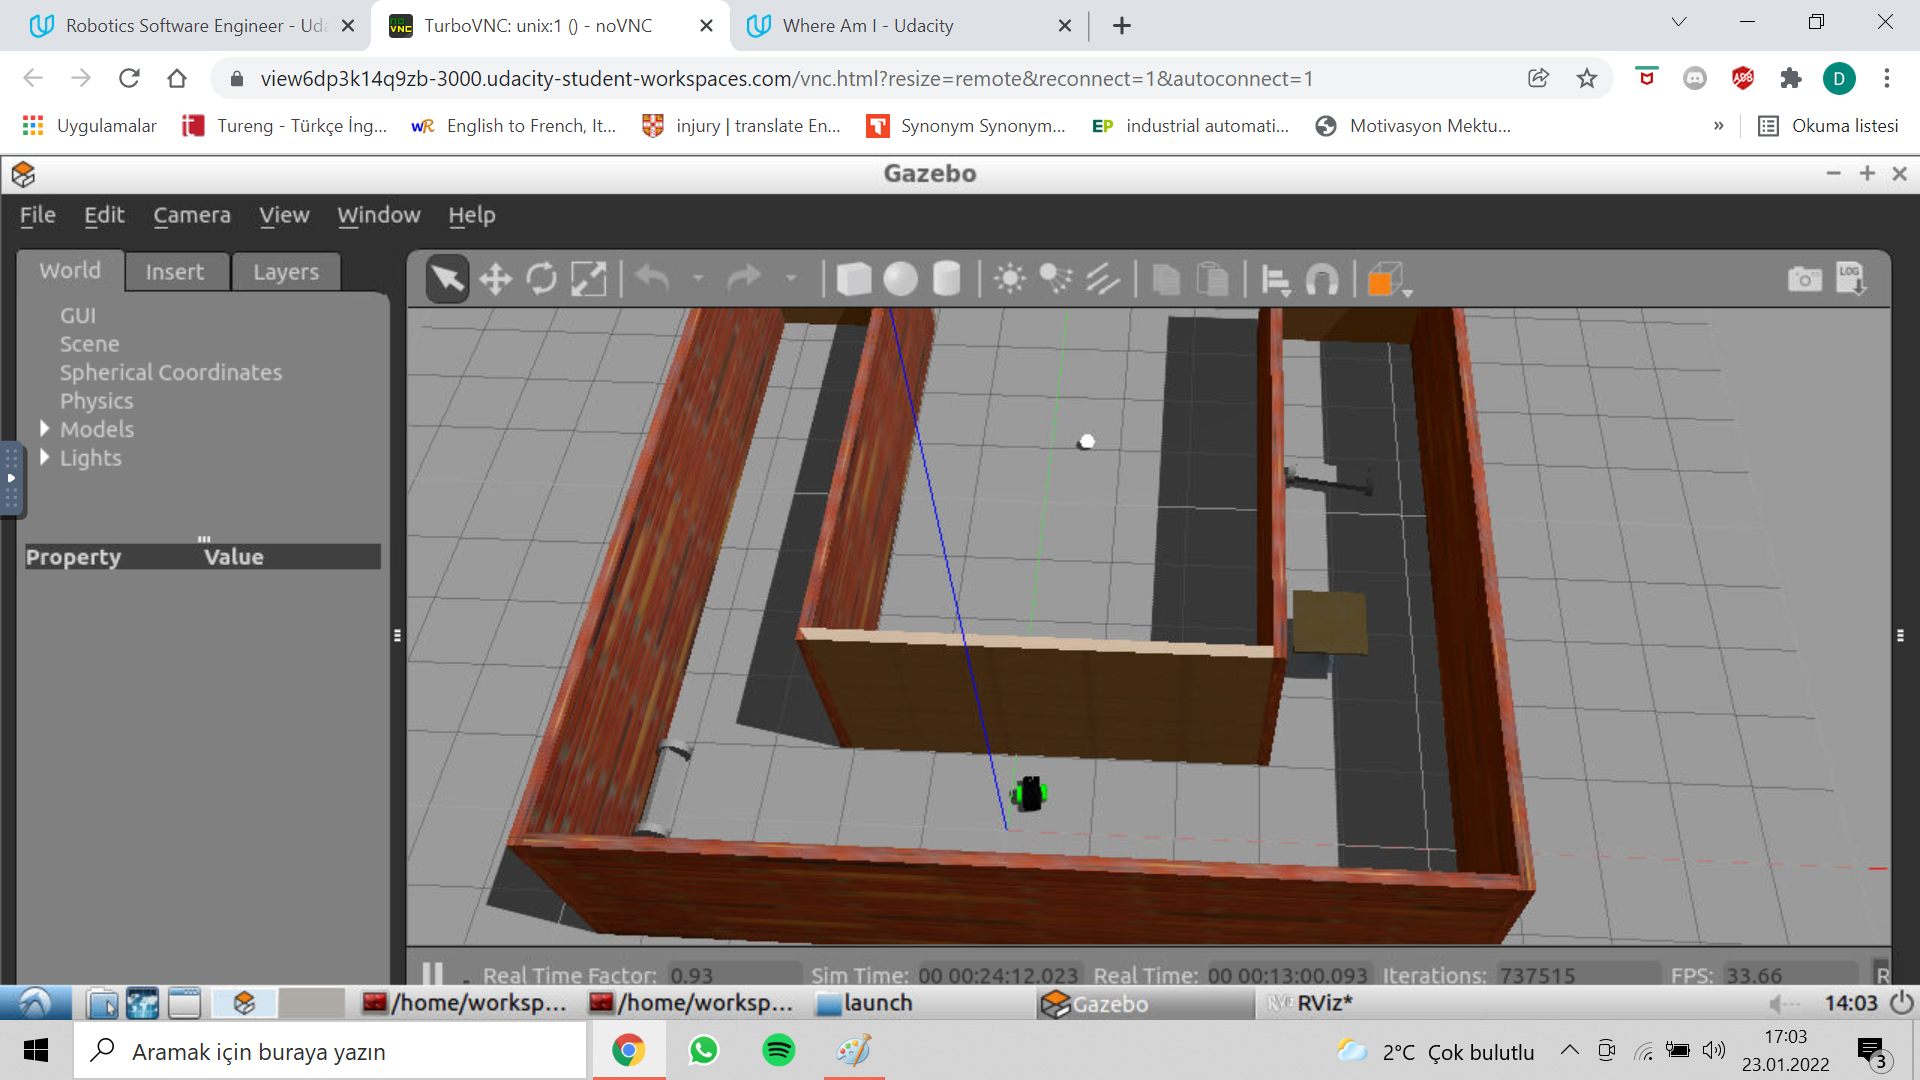 Robotics Software Engineer - Uda
TurboVNC: unix:1 () - noVNC
Where Am I - Udacity
view6dp3k14q9zb-3000.udacity-student-workspaces.com/vnc.html?resize=remote&reconnect=1&autoconnect=1
D
Uygulamalar
Tureng - Türkçe İng...
English to French, It...
injury | translate En...
Synonym Synonym...
EP industrial automati...
Motivasyon Mektu...
»
Okuma listesi
Gazebo
File Edit Camera View Window Help
World Insert Layers
LOG
GUI
Scene
Spherical Coordinates
Physics
Models
Lights
Property Value
Real Time Factor: 0.93 Sim Time: 00 00:24:12.023 Real Time: 00 00:13:00.093 Iterations: 737515 FPS: 33.66 R
/home/worksp... /home/worksp... launch Gazebo RViz* 14:03
Aramak için buraya yazın
2°C Çok bulutlu
17:03
23.01.2022
3